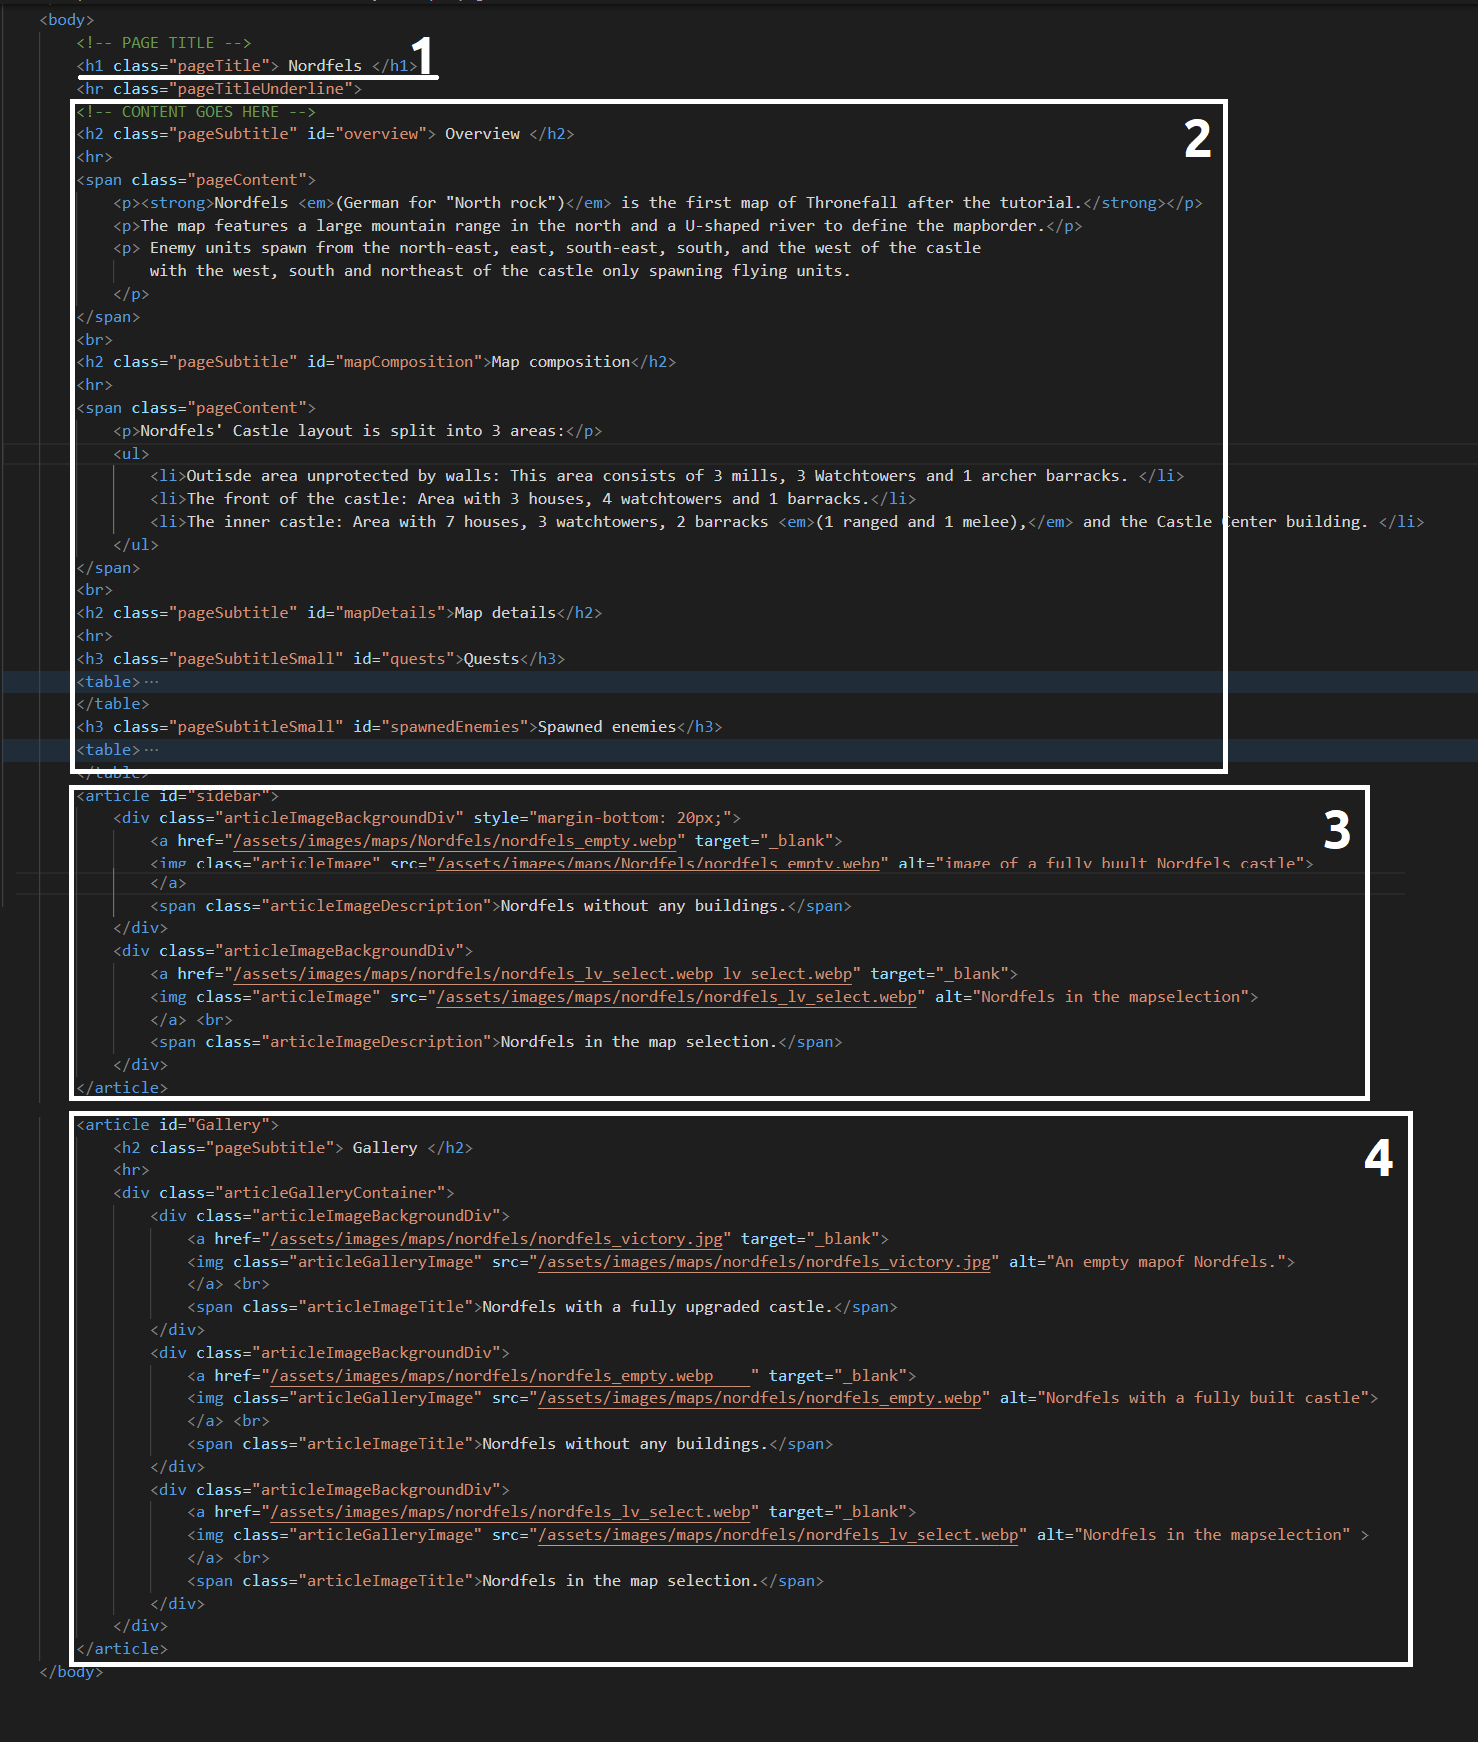 <body>
<!-- PAGE TITLE -->
<h1 class="pageTitle"> Nordfels </h1>
1
<hr class="pageTitleUnderline">
<!-- CONTENT GOES HERE -->
<h2 class="pageSubtitle" id="overview"> Overview </h2>
2
<hr>
<span class="pageContent">
<p><strong>Nordfels <em>(German for "North rock")</em> is the first map of Thronefall after the tutorial.</strong></p>
<p>The map features a large mountain range in the north and a U-shaped river to define the mapborder.</p>
<p> Enemy units spawn from the north-east, east, south-east, south, and the west of the castle
with the west, south and northeast of the castle only spawning flying units.
</p>
</span>
<br>
<h2 class="pageSubtitle" id="mapComposition">Map composition</h2>
<hr>
<span class="pageContent">
<p>Nordfels' Castle layout is split into 3 areas:</p>
<ul>
<li>Outisde area unprotected by walls: This area consists of 3 mills, 3 Watchtowers and 1 archer barracks. </li>
<li>The front of the castle: Area with 3 houses, 4 watchtowers and 1 barracks.</li>
<li>The inner castle: Area with 7 houses, 3 watchtowers, 2 barracks <em>(1 ranged and 1 melee),</em> and the Castle Center building. </li>
</ul>
</span>
<br>
<h2 class="pageSubtitle" id="mapDetails">Map details</h2>
<hr>
<h3 class="pageSubtitleSmall" id="quests">Quests</h3>
<table>···
</table>
<h3 class="pageSubtitleSmall" id="spawnedEnemies">Spawned enemies</h3>
<table>···
</table>
<article id="sidebar">
<div class="articleImageBackgroundDiv" style="margin-bottom: 20px;">
3
<a href="/assets/images/maps/Nordfels/nordfels_empty.webp" target="_blank">
<img class="articleImage" src="/assets/images/maps/Nordfels/nordfels_empty.webp" alt="image of a fully buult Nordfels castle">
</a>
<span class="articleImageDescription">Nordfels without any buildings.</span>
</div>
<div class="articleImageBackgroundDiv">
<a href="/assets/images/maps/nordfels/nordfels_lv_select.webp lv select.webp" target="_blank">
<img class="articleImage" src="/assets/images/maps/nordfels/nordfels_lv_select.webp" alt="Nordfels in the mapselection">
</a> <br>
<span class="articleImageDescription">Nordfels in the map selection.</span>
</div>
</article>
<article id="Gallery">
<h2 class="pageSubtitle"> Gallery </h2>
4
<hr>
<div class="articleGalleryContainer">
<div class="articleImageBackgroundDiv">
<a href="/assets/images/maps/nordfels/nordfels_victory.jpg" target="_blank">
<img class="articleGalleryImage" src="/assets/images/maps/nordfels/nordfels_victory.jpg" alt="An empty mapof Nordfels.">
</a> <br>
<span class="articleImageTitle">Nordfels with a fully upgraded castle.</span>
</div>
<div class="articleImageBackgroundDiv">
<a href="/assets/images/maps/nordfels/nordfels_empty.webp    " target="_blank">
<img class="articleGalleryImage" src="/assets/images/maps/nordfels/nordfels_empty.webp" alt="Nordfels with a fully built castle">
</a> <br>
<span class="articleImageTitle">Nordfels without any buildings.</span>
</div>
<div class="articleImageBackgroundDiv">
<a href="/assets/images/maps/nordfels/nordfels_lv_select.webp" target="_blank">
<img class="articleGalleryImage" src="/assets/images/maps/nordfels/nordfels_lv_select.webp" alt="Nordfels in the mapselection" >
</a> <br>
<span class="articleImageTitle">Nordfels in the map selection.</span>
</div>
</div>
</article>
</body>